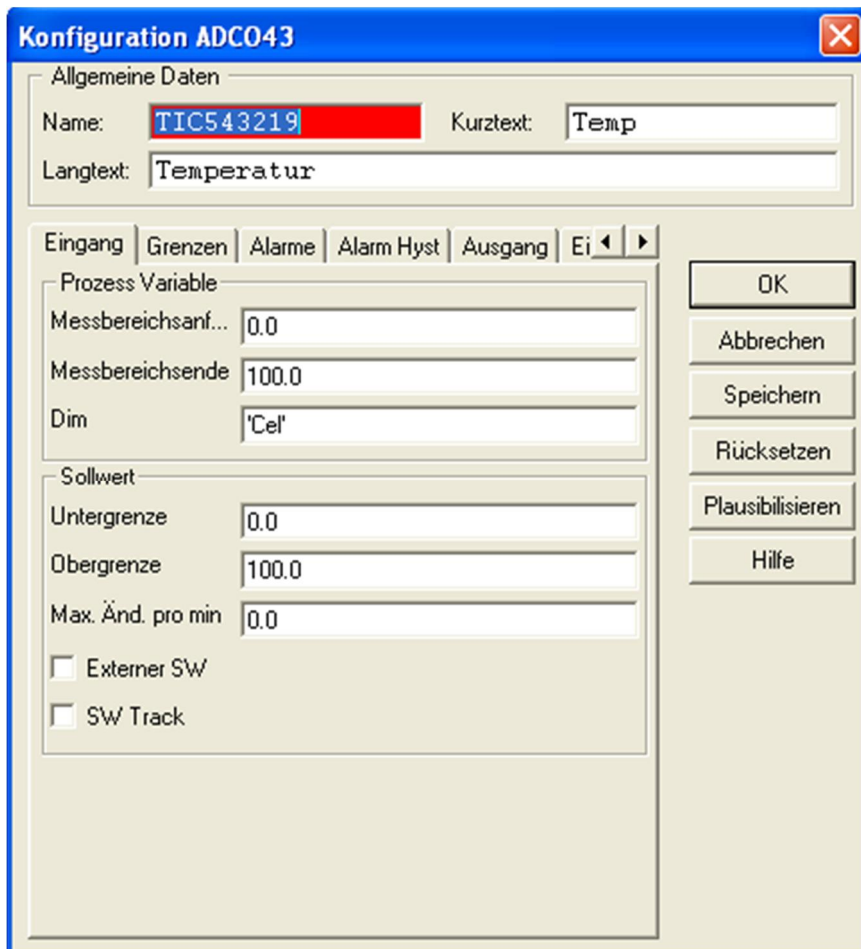 Konfiguration ADCO43
Allgemeine Daten
Name: TIC543219 Kurztext: Temp
Langtext: Temperatur
Eingang Grenzen Alarme Alarm Hyst Ausgang Ei
Prozess Variable
Messbereichsanf... 0.0
Messbereichsende 100.0
Dim 'Cel'
Sollwert
Untergrenze 0.0
Obergrenze 100.0
Max. Änd. pro min 0.0
Externer SW
SW Track
OK
Abbrechen
Speichern
Rücksetzen
Plausibilisieren
Hilfe